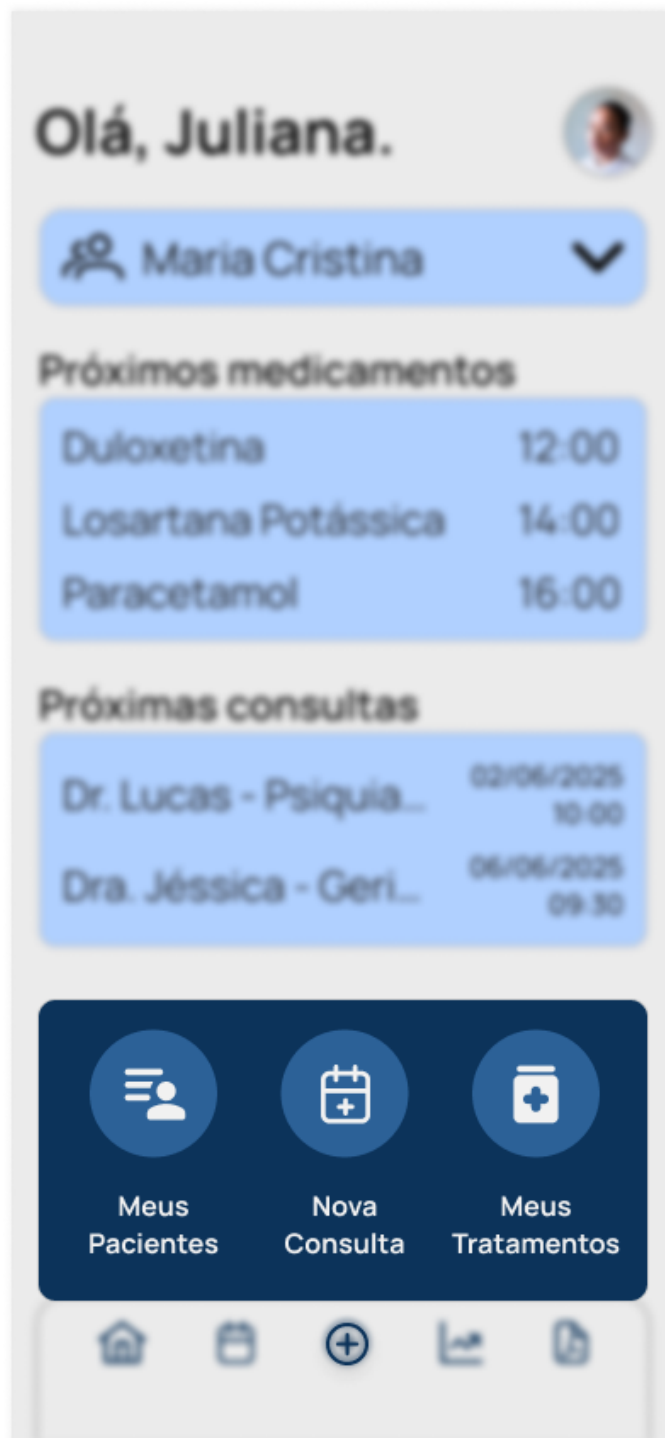 Olá, Juliana.
Maria Cristina
Próximos medicamentos
Duloxetina 12:00
Losartana Potássica 14:00
Paracetamol 16:00
Próximas consultas
Dr. Lucas - Psiquia... 02/06/2025
10:00
Dra. Jéssica - Geri... 06/06/2025
09:30
Meus Pacientes
Nova Consulta
Meus Tratamentos